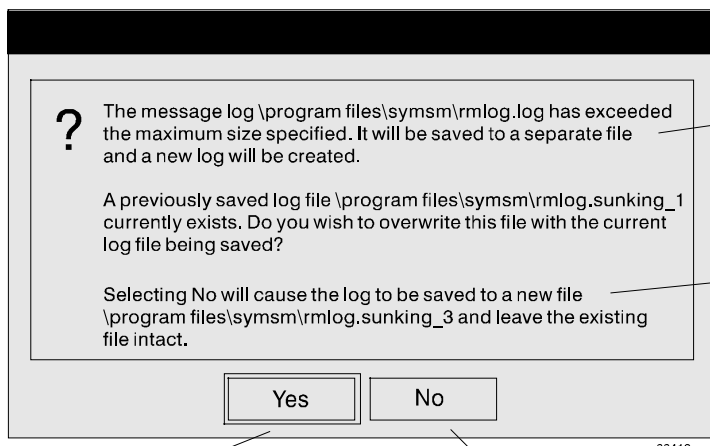 The message log \program files\symsm\rmlog.log has exceeded
the maximum size specified. It will be saved to a separate file
and a new log will be created.
A previously saved log file \program files\symsm\rmlog.sunking_1
currently exists. Do you wish to overwrite this file with the current
log file being saved?
Selecting No will cause the log to be saved to a new file
\program files\symsm\rmlog.sunking_3 and leave the existing
file intact.
?
Yes
No